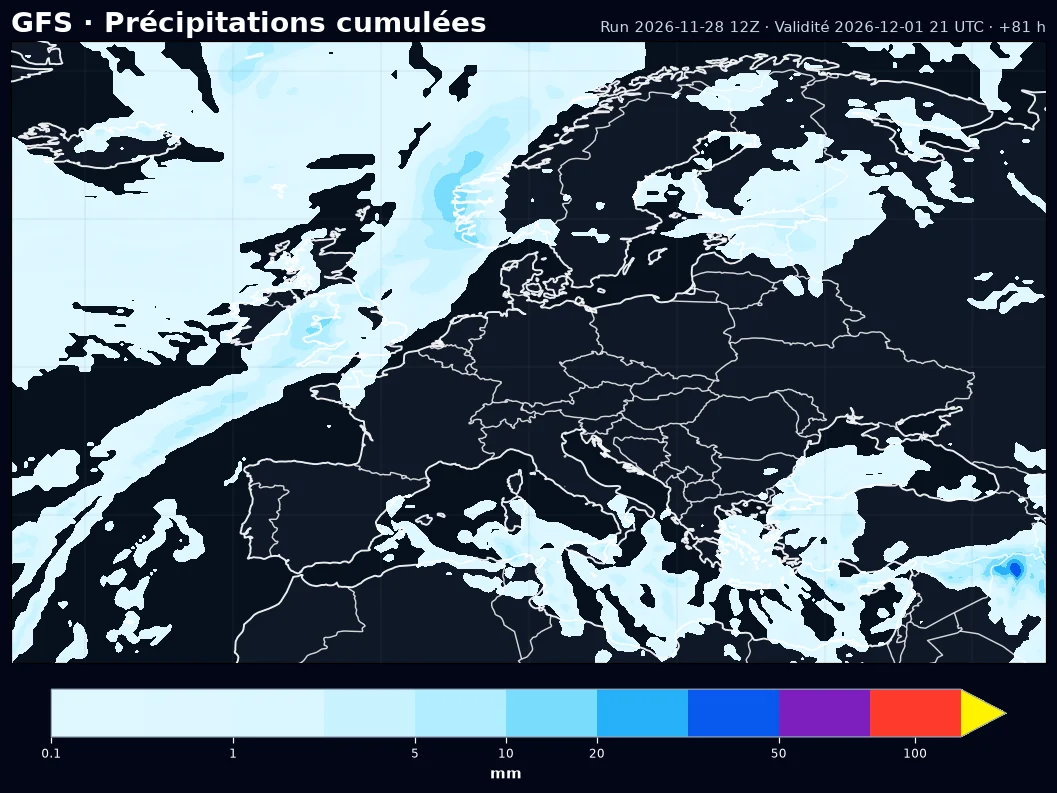 GFS · Précipitations cumulées
Run 2026-11-28 12Z · Validité 2026-12-01 21 UTC · +81 h
0.1 1 5 10 20 50 100
mm